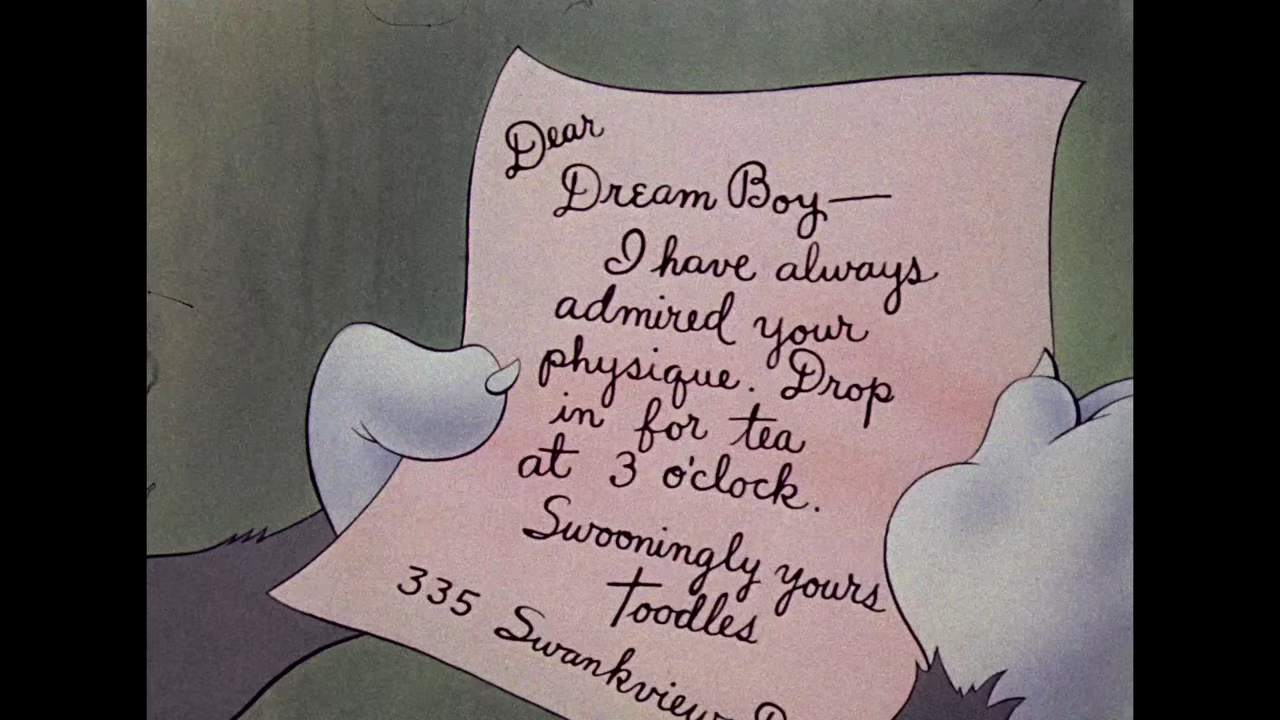 Dear
Dream Boy—
I have always
admired your
physique. Drop
in for tea
at 3 o'clock.
Swooningly yours
Toodles
335 Swankview